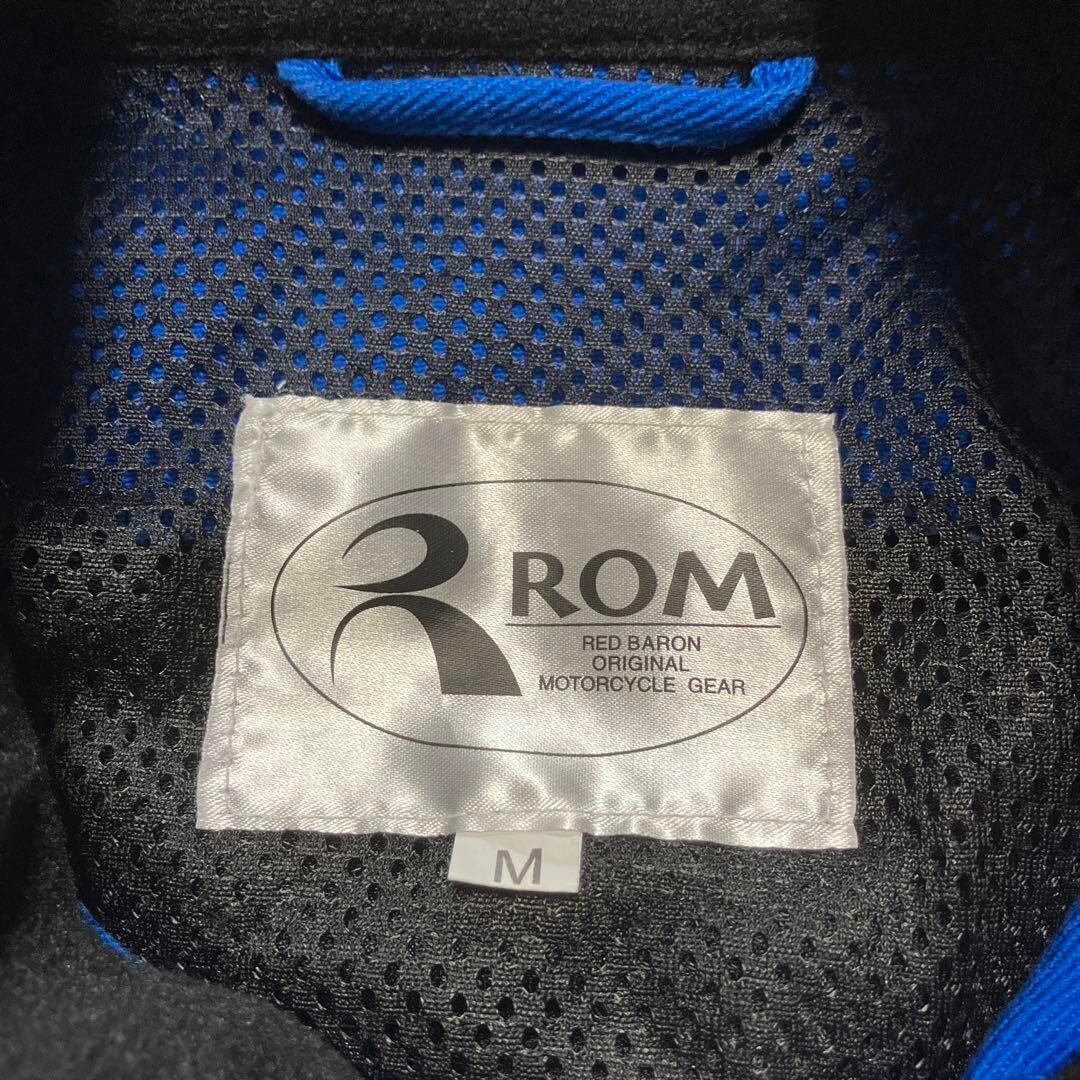 ROM
RED BARON
ORIGINAL
MOTORCYCLE GEAR
M